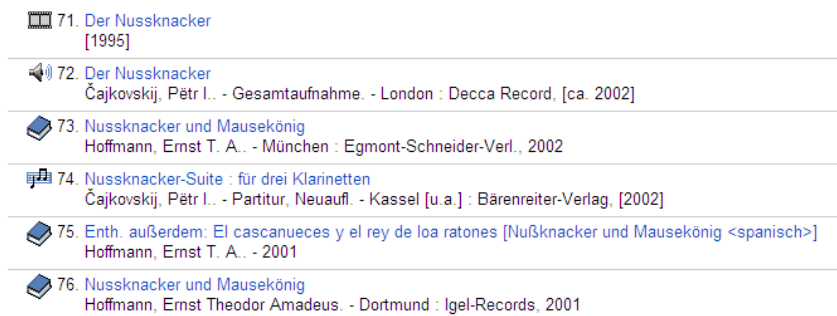 71. Der Nussknacker
[1995]
72. Der Nussknacker
Čajkovskij, Pëtr I.. - Gesamtaufnahme. - London : Decca Record, [ca. 2002]
73. Nussknacker und Mausekönig
Hoffmann, Ernst T. A.. - München : Egmont-Schneider-Verl., 2002
74. Nussknacker-Suite : für drei Klarinetten
Čajkovskij, Pëtr I.. - Partitur, Neuaufl. - Kassel [u.a.] : Bärenreiter-Verlag, [2002]
75. Enth. außerdem: El cascanueces y el rey de loa ratones [Nußknacker und Mausekönig <spanisch>]
Hoffmann, Ernst T. A.. - 2001
76. Nussknacker und Mausekönig
Hoffmann, Ernst Theodor Amadeus. - Dortmund : Igel-Records, 2001